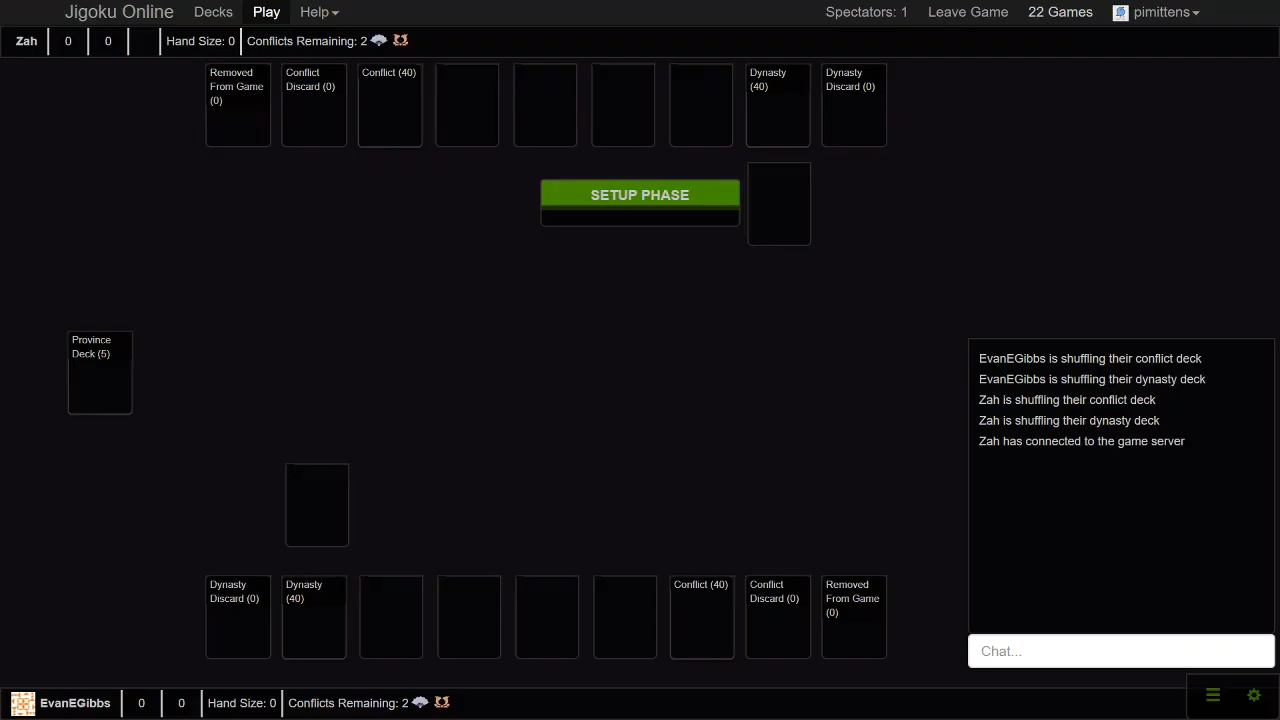 Jigoku Online Decks Play Help Spectators: 1 Leave Game 22 Games pimittens
Zah 0 0 Hand Size: 0 Conflicts Remaining: 2
Removed
From Game
(0)
Conflict
Discard (0)
Conflict (40)
Dynasty
(40)
Dynasty
Discard (0)
SETUP PHASE
Province
Deck (5)
EvanEGibbs is shuffling their conflict deck
EvanEGibbs is shuffling their dynasty deck
Zah is shuffling their conflict deck
Zah is shuffling their dynasty deck
Zah has connected to the game server
Dynasty
Discard (0)
Dynasty
(40)
Conflict (40)
Conflict
Discard (0)
Removed
From Game
(0)
Chat...
EvanEGibbs 0 0 Hand Size: 0 Conflicts Remaining: 2